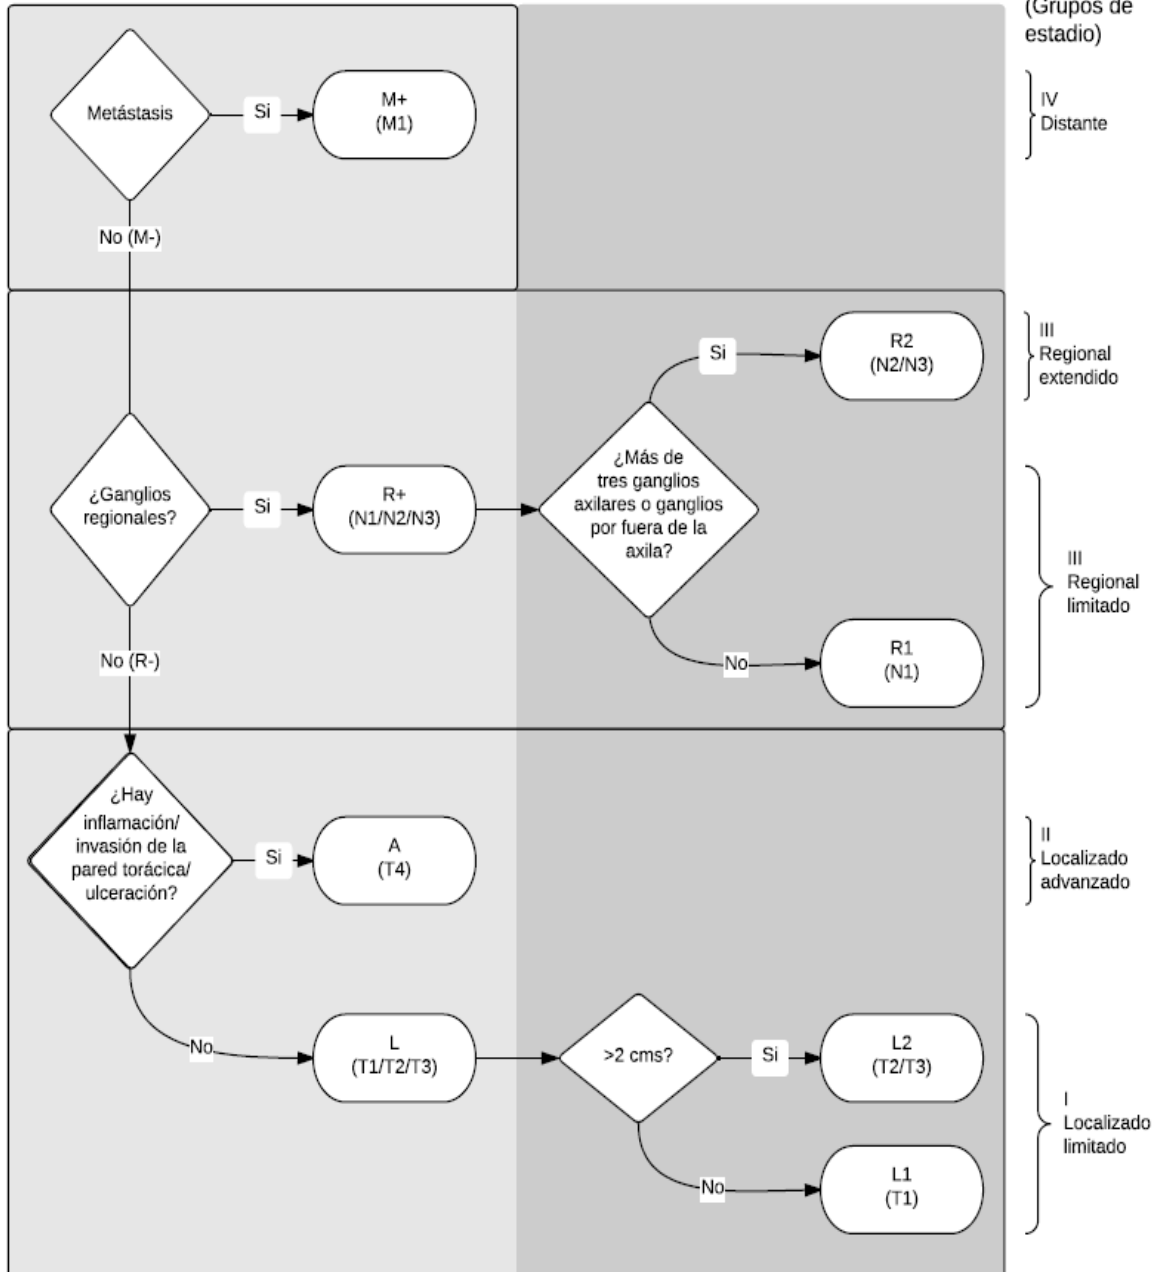 (Grupos de
estadio)
Metástasis
Si
M+
(M1)
IV
Distante
No (M-)
R2
(N2/N3)
Si
III
Regional
extendido
¿Ganglios
regionales?
Si
R+
(N1/N2/N3)
¿Más de
tres ganglios
axilares o ganglios
por fuera de la
axila?
III
Regional
limitado
No (R-)
No
R1
(N1)
¿Hay
inflamación/
invasión de la
pared torácica/
ulceración?
Si
A
(T4)
II
Localizado
advanzado
No
L
(T1/T2/T3)
>2 cms?
Si
L2
(T2/T3)
I
Localizado
limitado
No
L1
(T1)